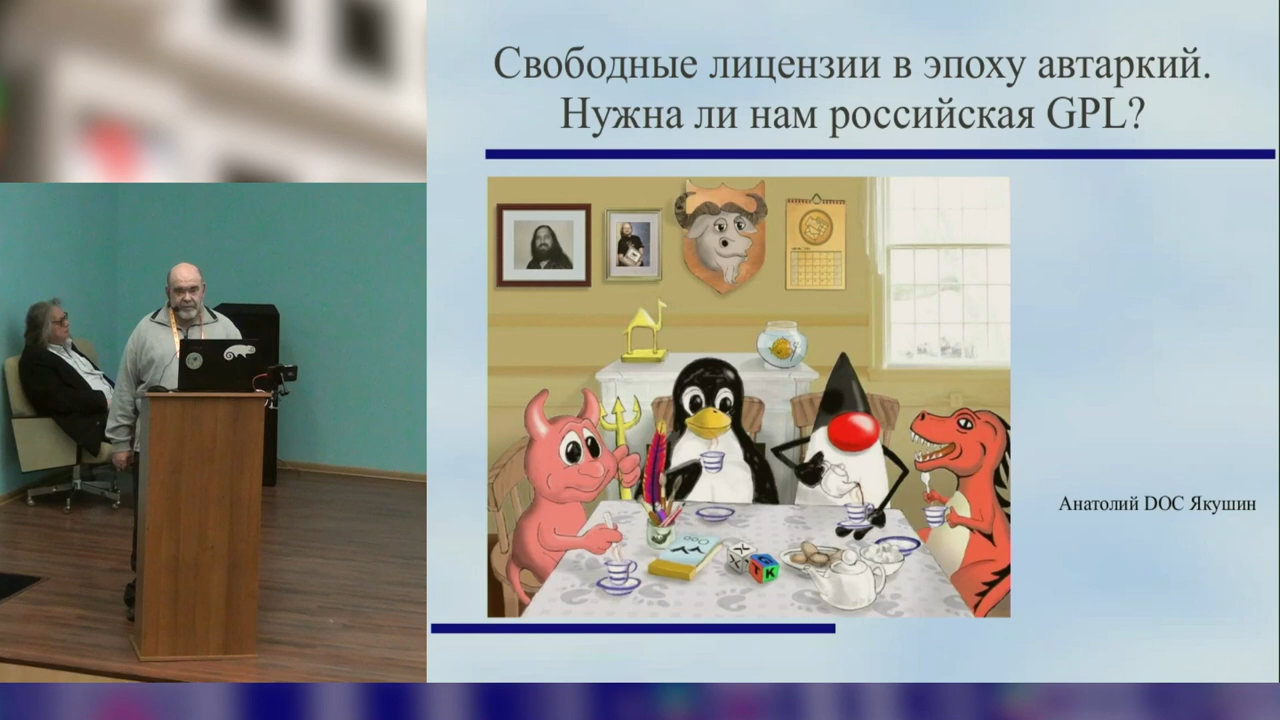 Свободные лицензии в эпоху автаркий.
Нужна ли нам российская GPL?
Анатолий DOC Якушин